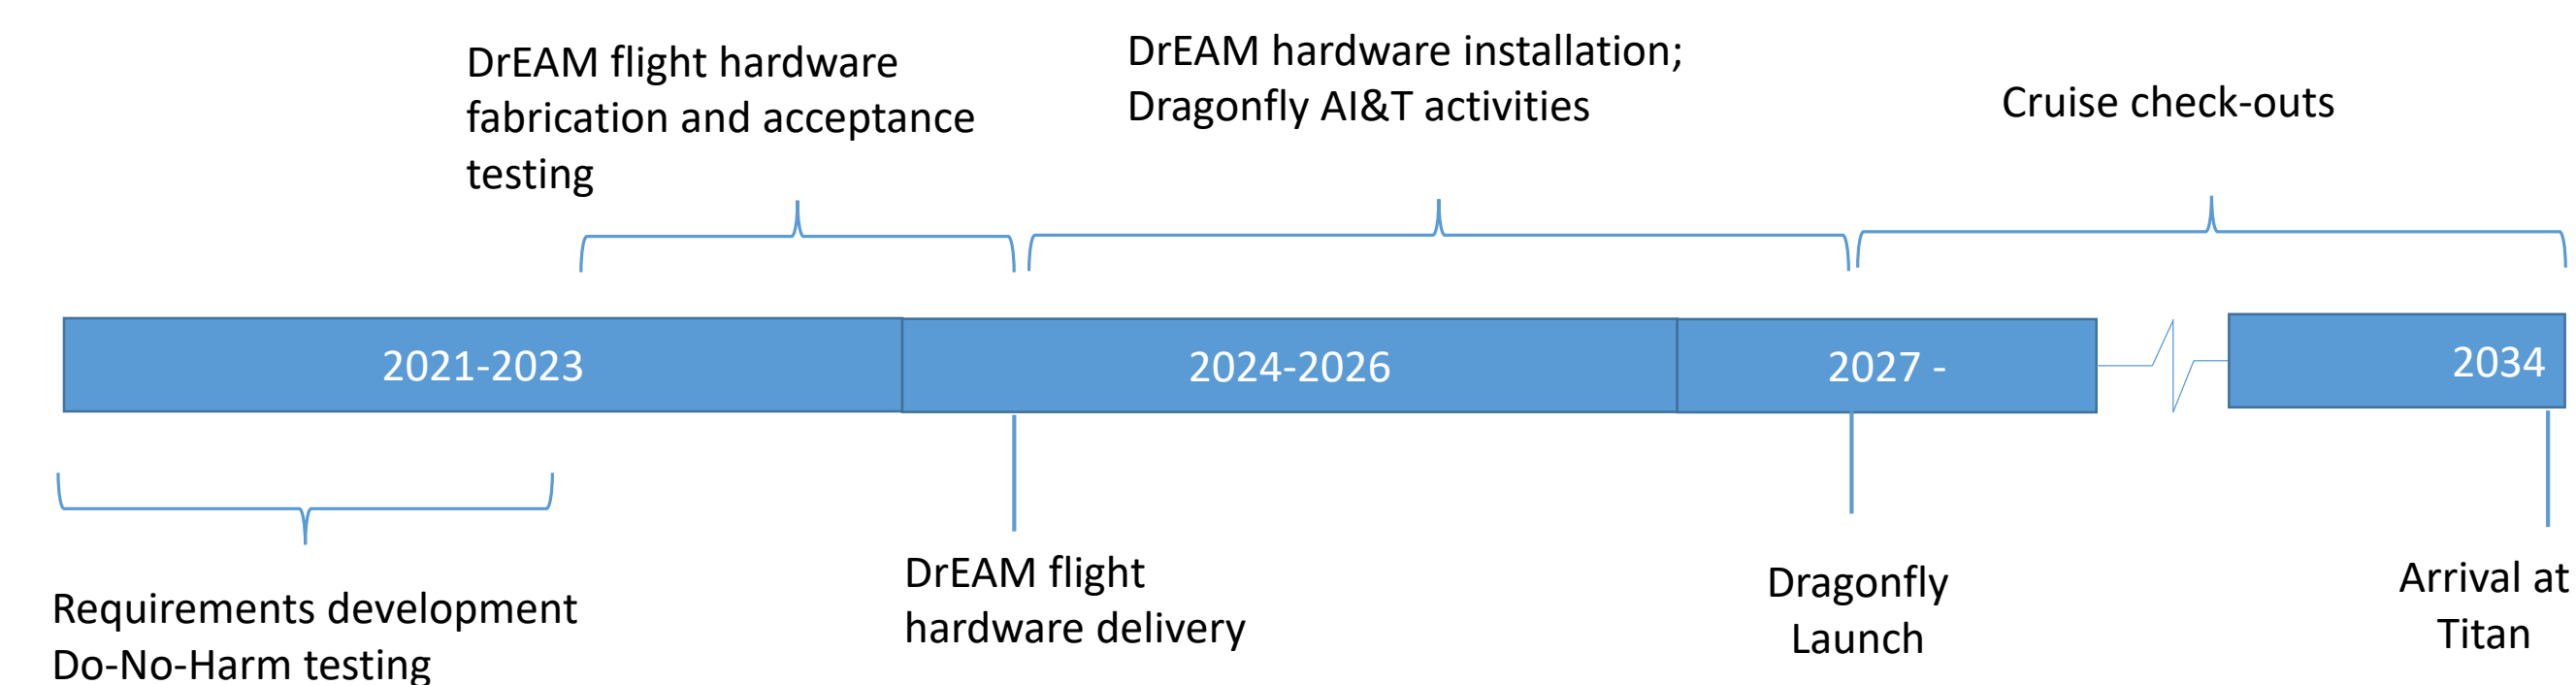 DrEAM flight hardware
fabrication and acceptance
testing
DrEAM hardware installation;
Dragonfly AI&T activities
Cruise check-outs
2021-2023
2024-2026
2027 -
2034
Requirements development
Do-No-Harm testing
DrEAM flight
hardware delivery
Dragonfly
Launch
Arrival at
Titan